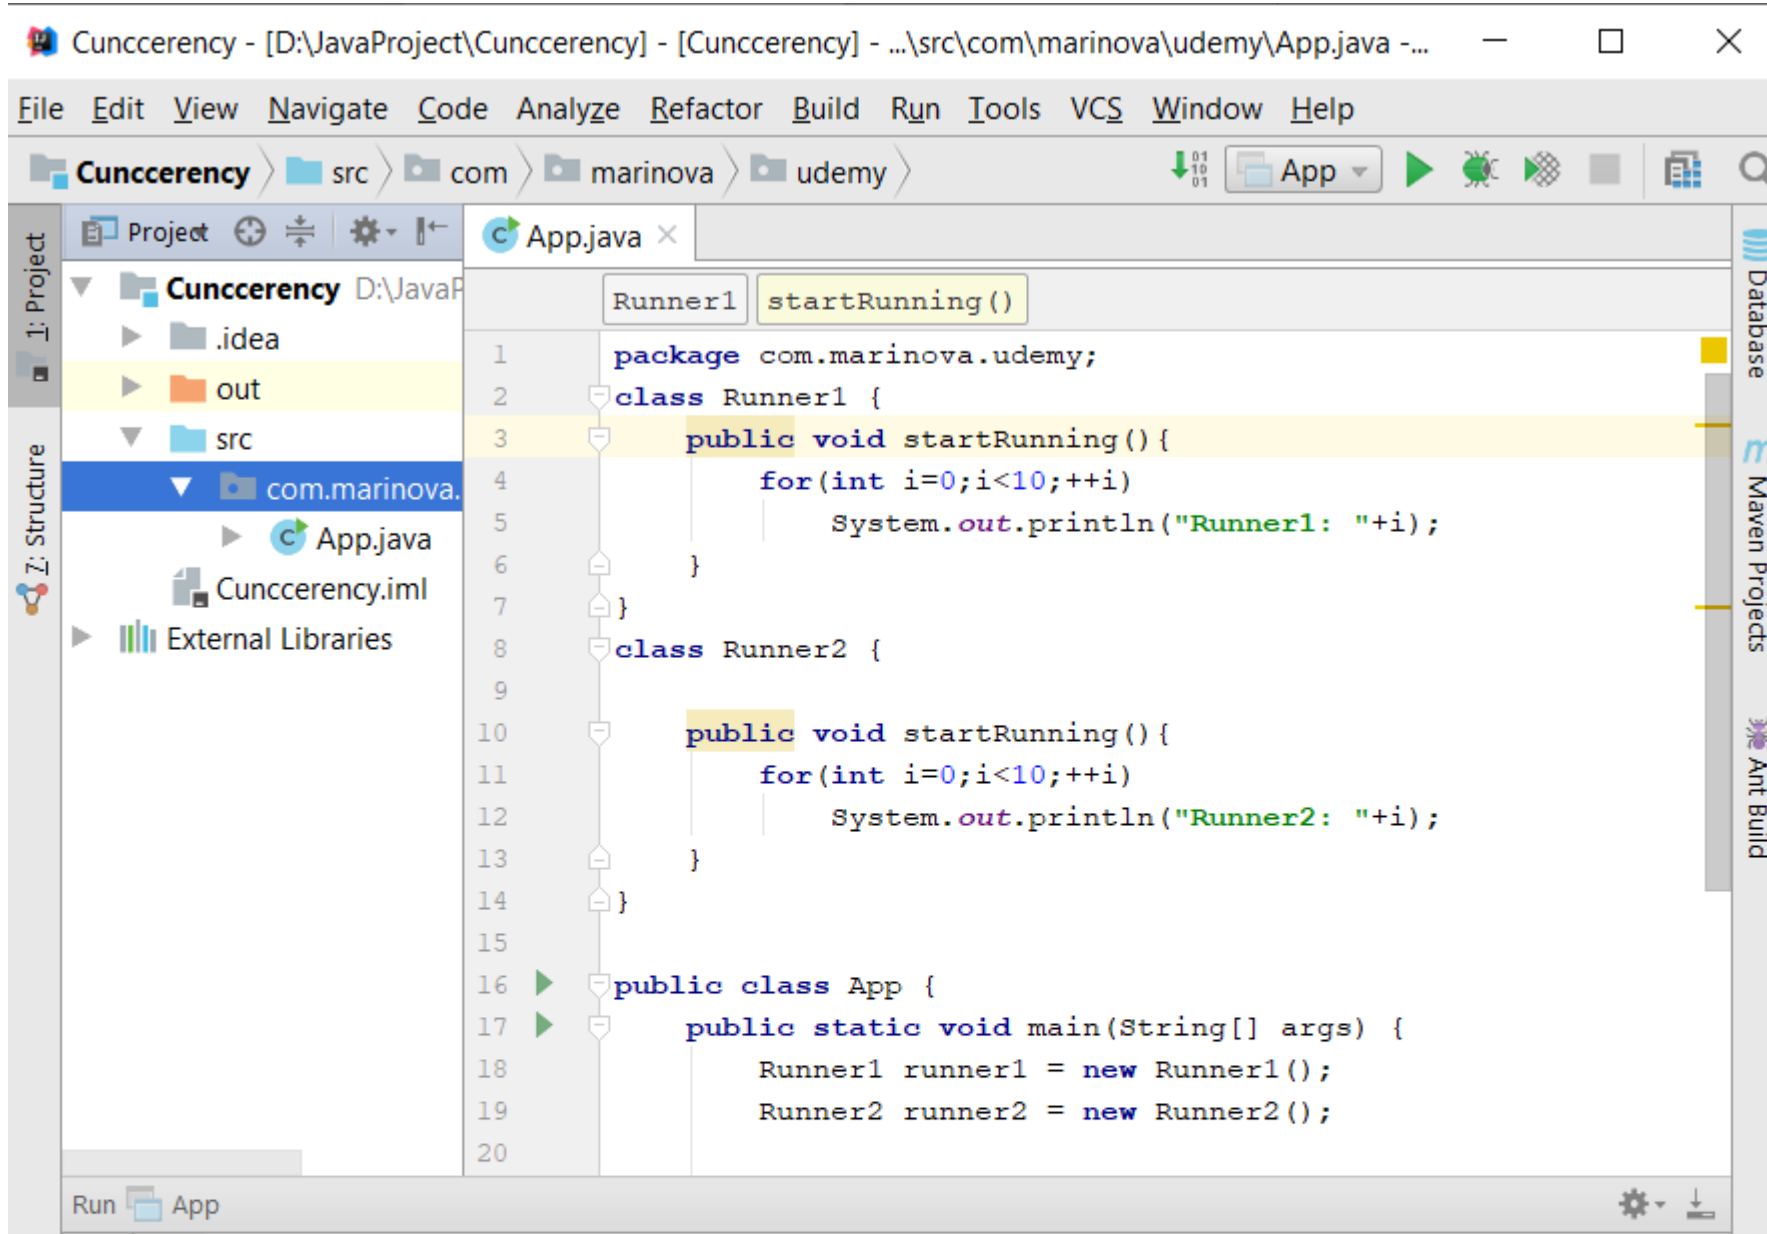 Cunccerency - [D:\JavaProject\Cunccerency] - [Cunccerency] - ...\src\com\marinova\udemy\App.java -...
File Edit View Navigate Code Analyze Refactor Build Run Tools VCS Window Help
Cunccerency src com marinova udemy App
1: Project
Z: Structure
Project
Cunccerency D:\JavaP
.idea
out
src
com.marinova.
App.java
Cunccerency.iml
External Libraries
App.java
Runner1 startRunning()
1 package com.marinova.udemy;
2 class Runner1 {
3 public void startRunning(){
4 for(int i=0;i<10;++i)
5 System.out.println("Runner1: "+i);
6 }
7 }
8 class Runner2 {
9
10 public void startRunning(){
11 for(int i=0;i<10;++i)
12 System.out.println("Runner2: "+i);
13 }
14 }
15
16 public class App {
17 public static void main(String[] args) {
18 Runner1 runner1 = new Runner1();
19 Runner2 runner2 = new Runner2();
20
Database
Maven Projects
Ant Build
Run App